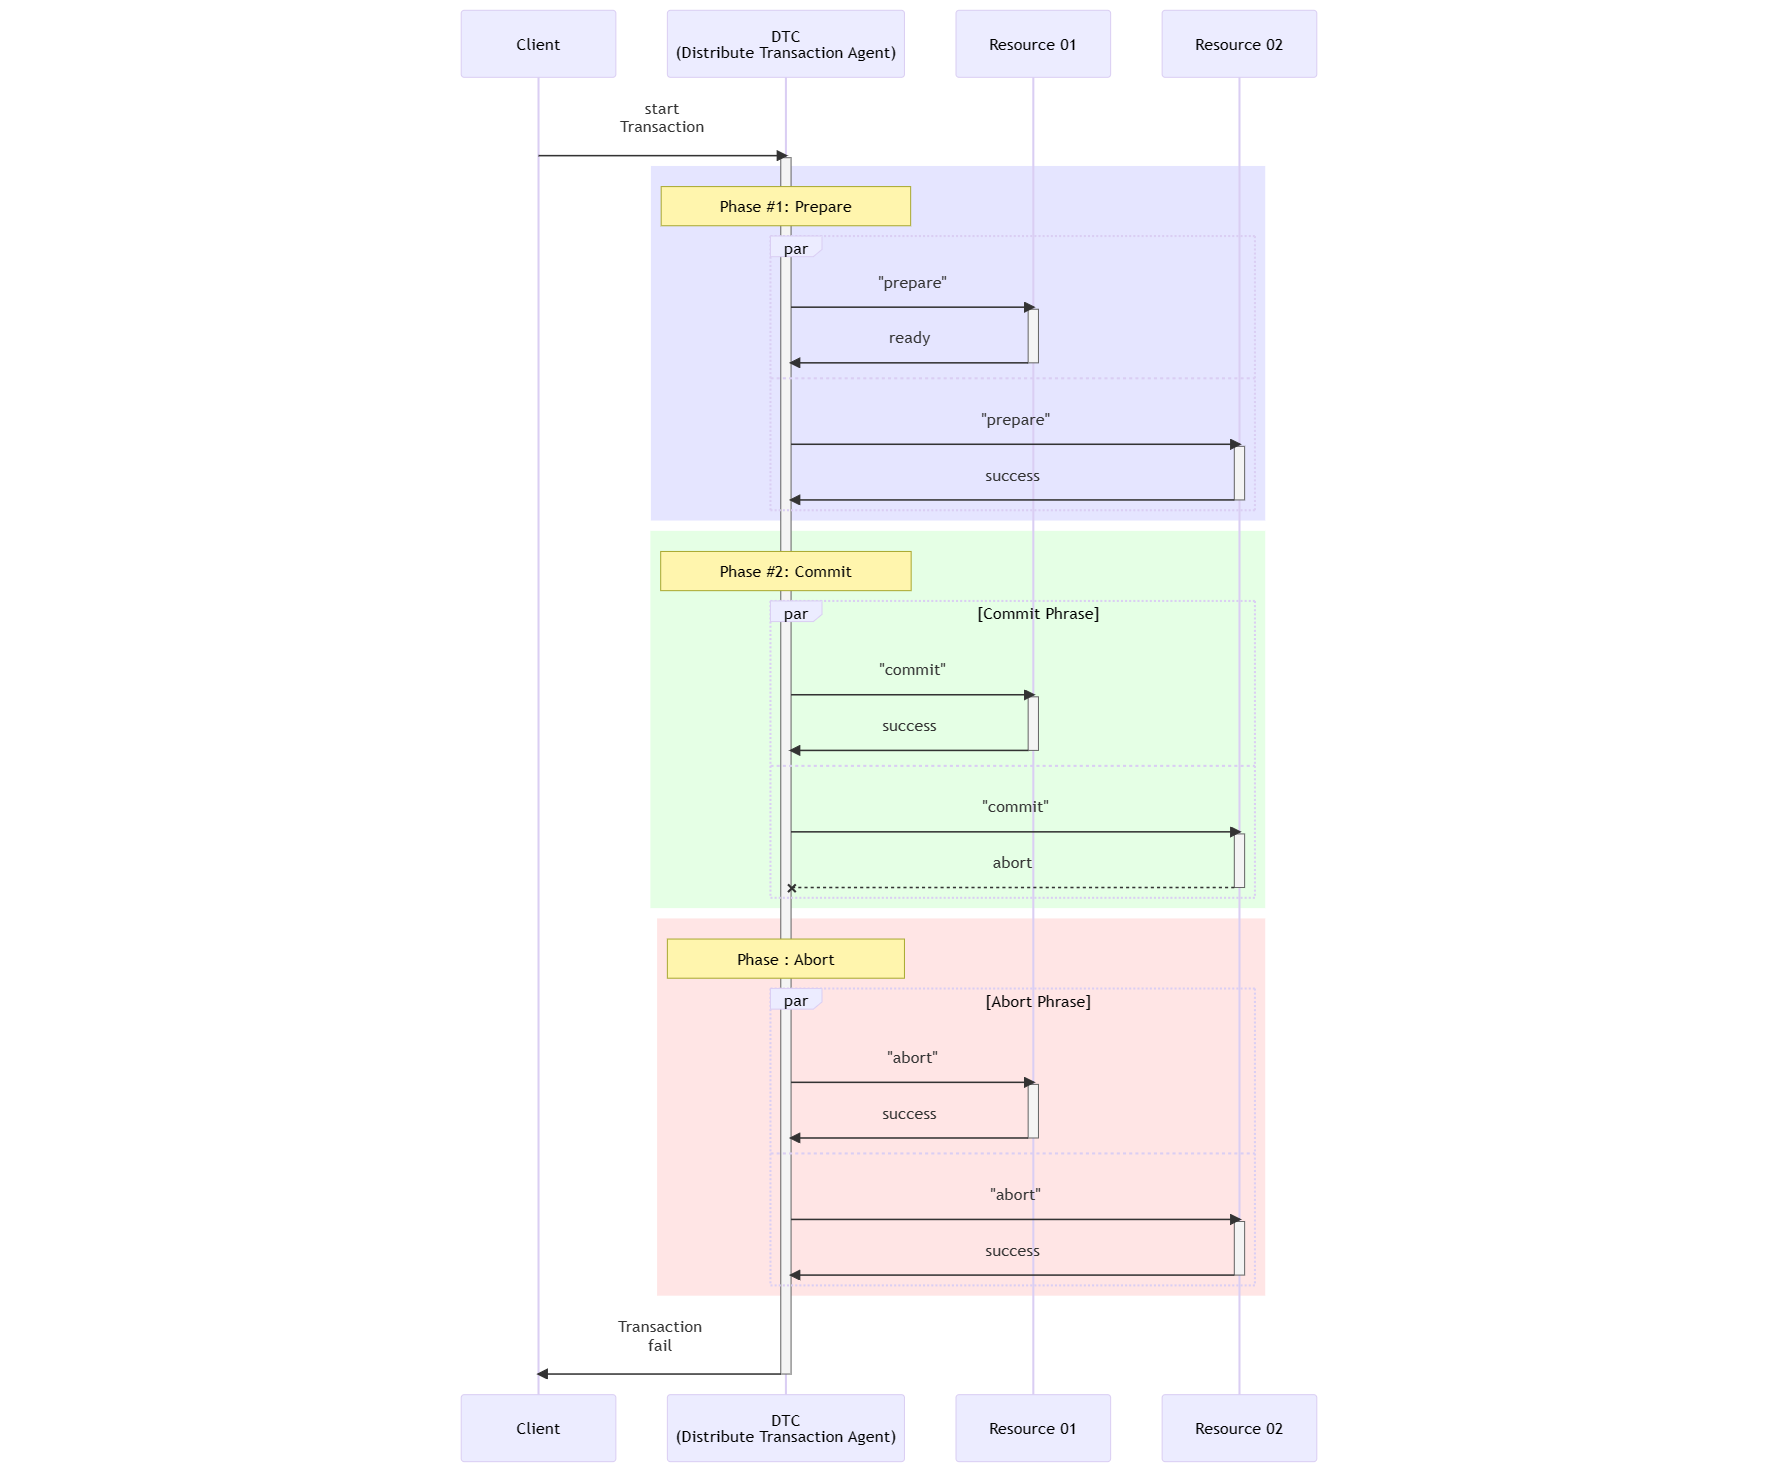 Client
DTC
(Distribute Transaction Agent)
Resource 01
Resource 02
start
Transaction
Phase #1: Prepare
par
"prepare"
ready
"prepare"
success
Phase #2: Commit
par
[Commit Phrase]
"commit"
success
"commit"
abort
Phase : Abort
par
[Abort Phrase]
"abort"
success
"abort"
success
Transaction
fail
Client
DTC
(Distribute Transaction Agent)
Resource 01
Resource 02